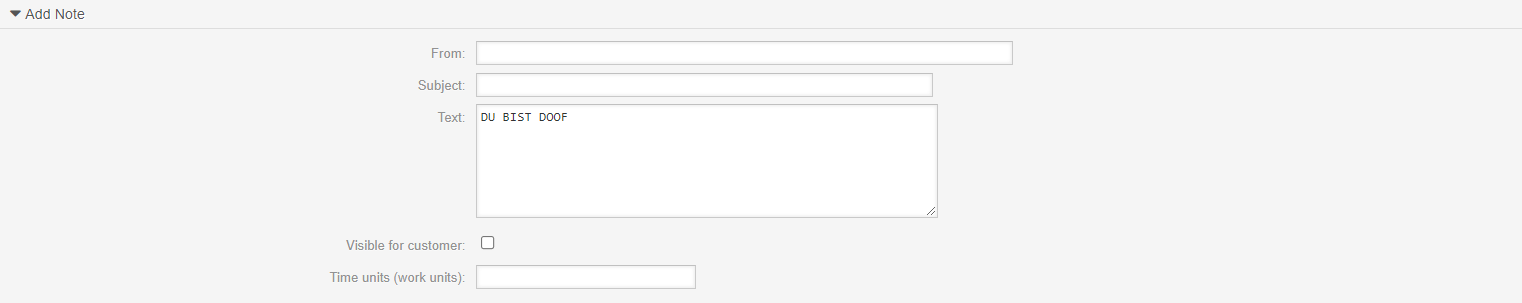 Add Note
From:
Subject:
Text:
DU BIST DOOF
Visible for customer:
Time units (work units):